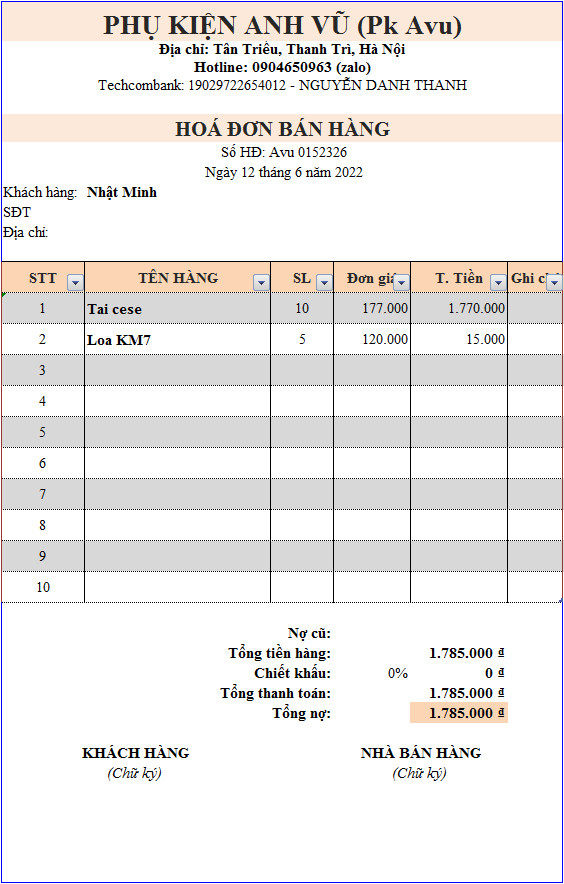 PHỤ KIỆN ANH VŨ (Pk Avu)
Địa chỉ: Tân Triều, Thanh Trì, Hà Nội
Hotline: 0904650963 (zalo)
Techcombank: 19029722654012 - NGUYỄN DANH THANH
HOÁ ĐƠN BÁN HÀNG
Số HĐ: Avu 0152326
Ngày 12 tháng 6 năm 2022
Khách hàng: Nhật Minh
SĐT
Địa chỉ:
STT TÊN HÀNG SL Đơn giá T. Tiền Ghi
1 Tai cese 10 177.000 1.770.000
2 Loa KM7 5 120.000 15.000
3
4
5
6
7
8
9
10
Nợ cũ:
Tổng tiền hàng: 1.785.000 ₫
Chiết khấu: 0% 0 ₫
Tổng thanh toán: 1.785.000 ₫
Tổng nợ: 1.785.000 ₫
KHÁCH HÀNG NHÀ BÁN HÀNG
(Chữ ký) (Chữ ký)